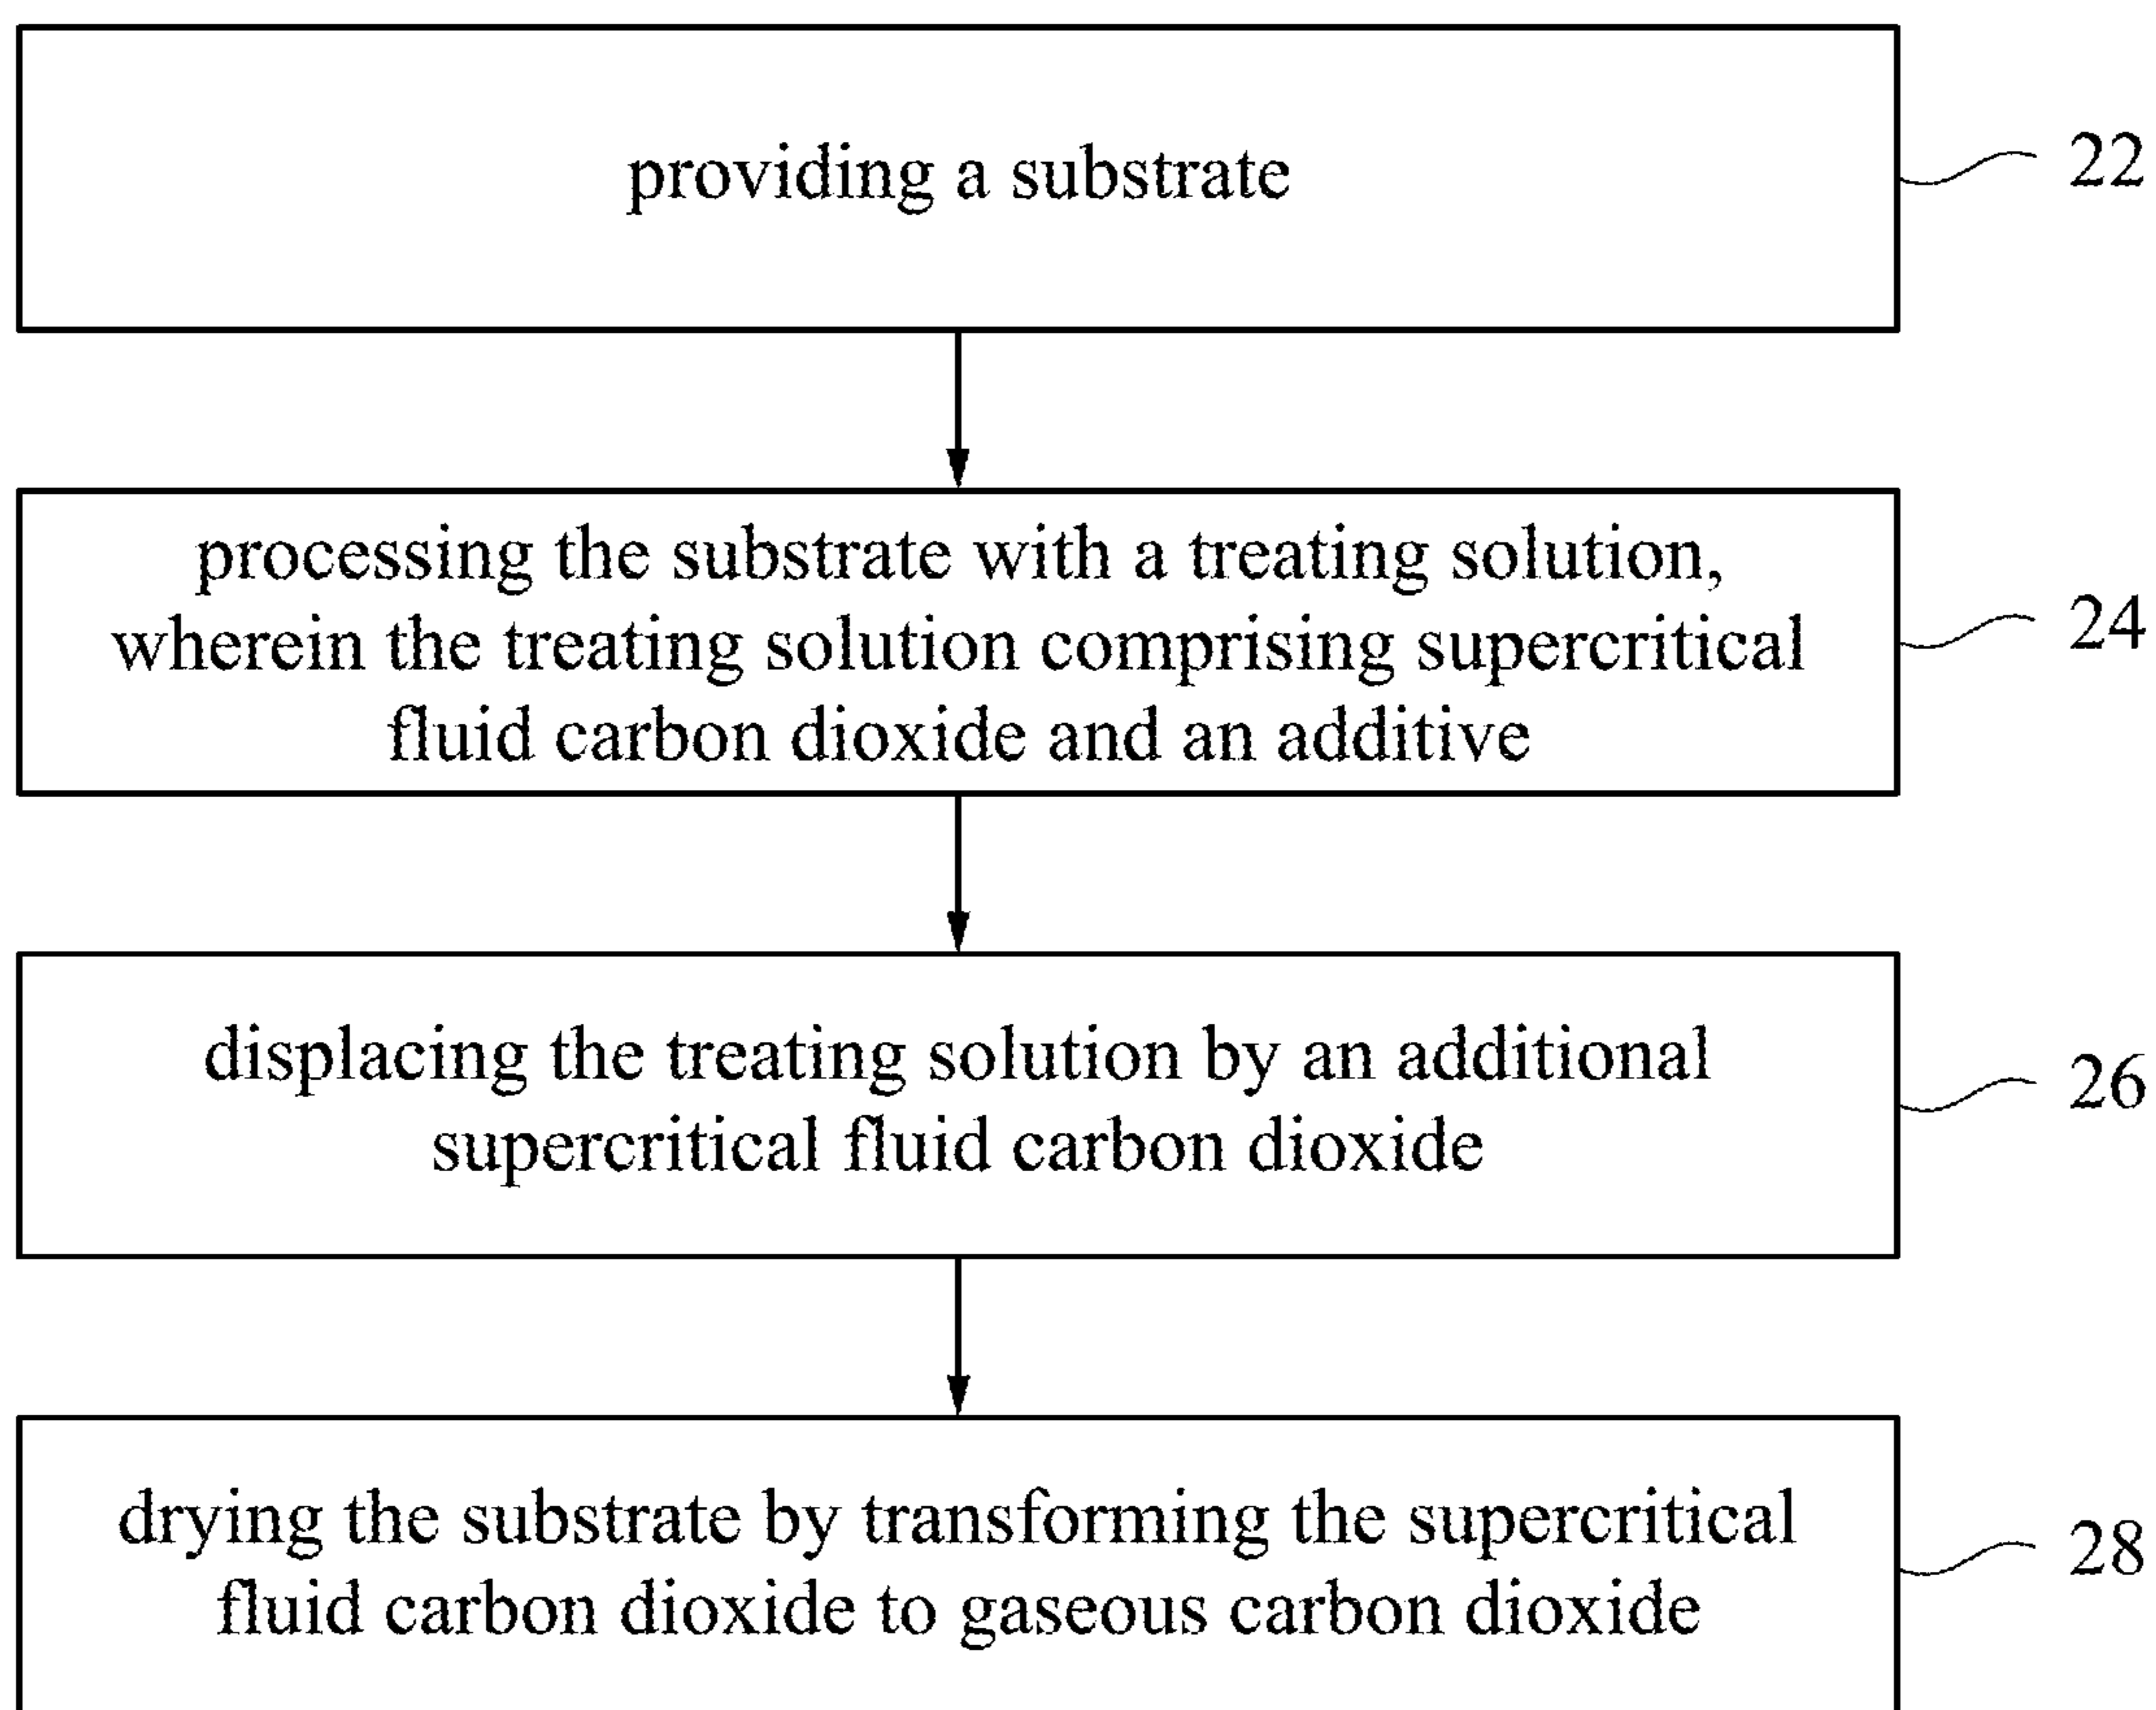 providing a substrate
22
processing the substrate with a treating solution,
wherein the treating solution comprising supercritical
fluid carbon dioxide and an additive
24
displacing the treating solution by an additional
supercritical fluid carbon dioxide
26
drying the substrate by transforming the supercritical
fluid carbon dioxide to gaseous carbon dioxide
28